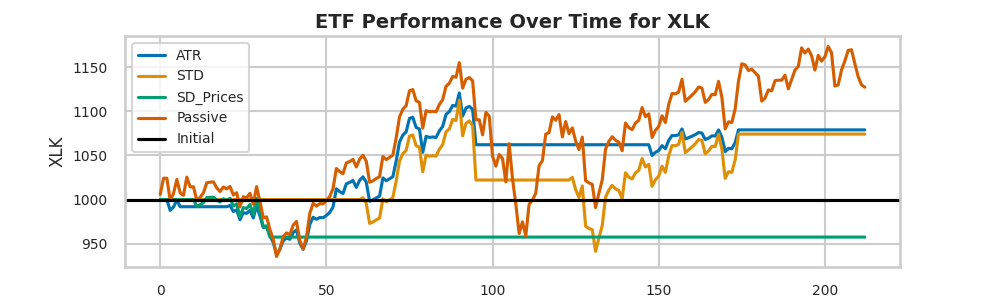 ETF Performance Over Time for XLK
XLK
1150
1100
1050
1000
950
ATR
STD
SD_Prices
Passive
Initial
0
50
100
150
200